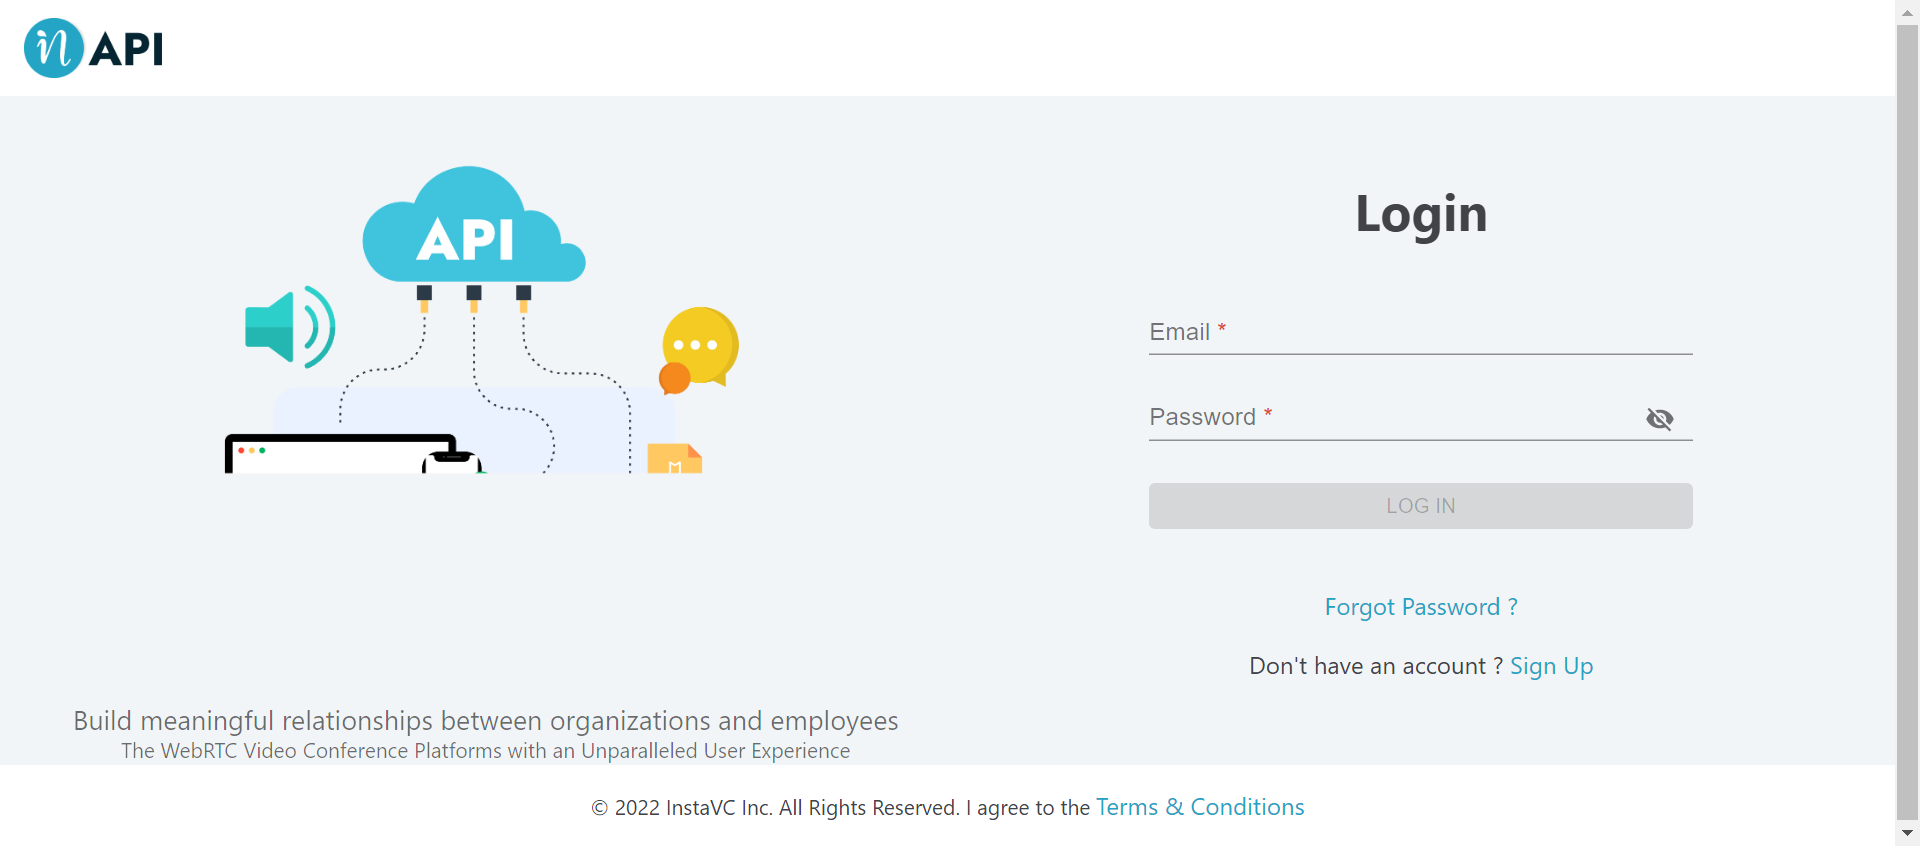 in API
API
M
Login
Email *
Password *
LOG IN
Forgot Password ?
Don't have an account ? Sign Up
Build meaningful relationships between organizations and employees
The WebRTC Video Conference Platforms with an Unparalleled User Experience
© 2022 InstaVC Inc. All Rights Reserved. I agree to the Terms & Conditions